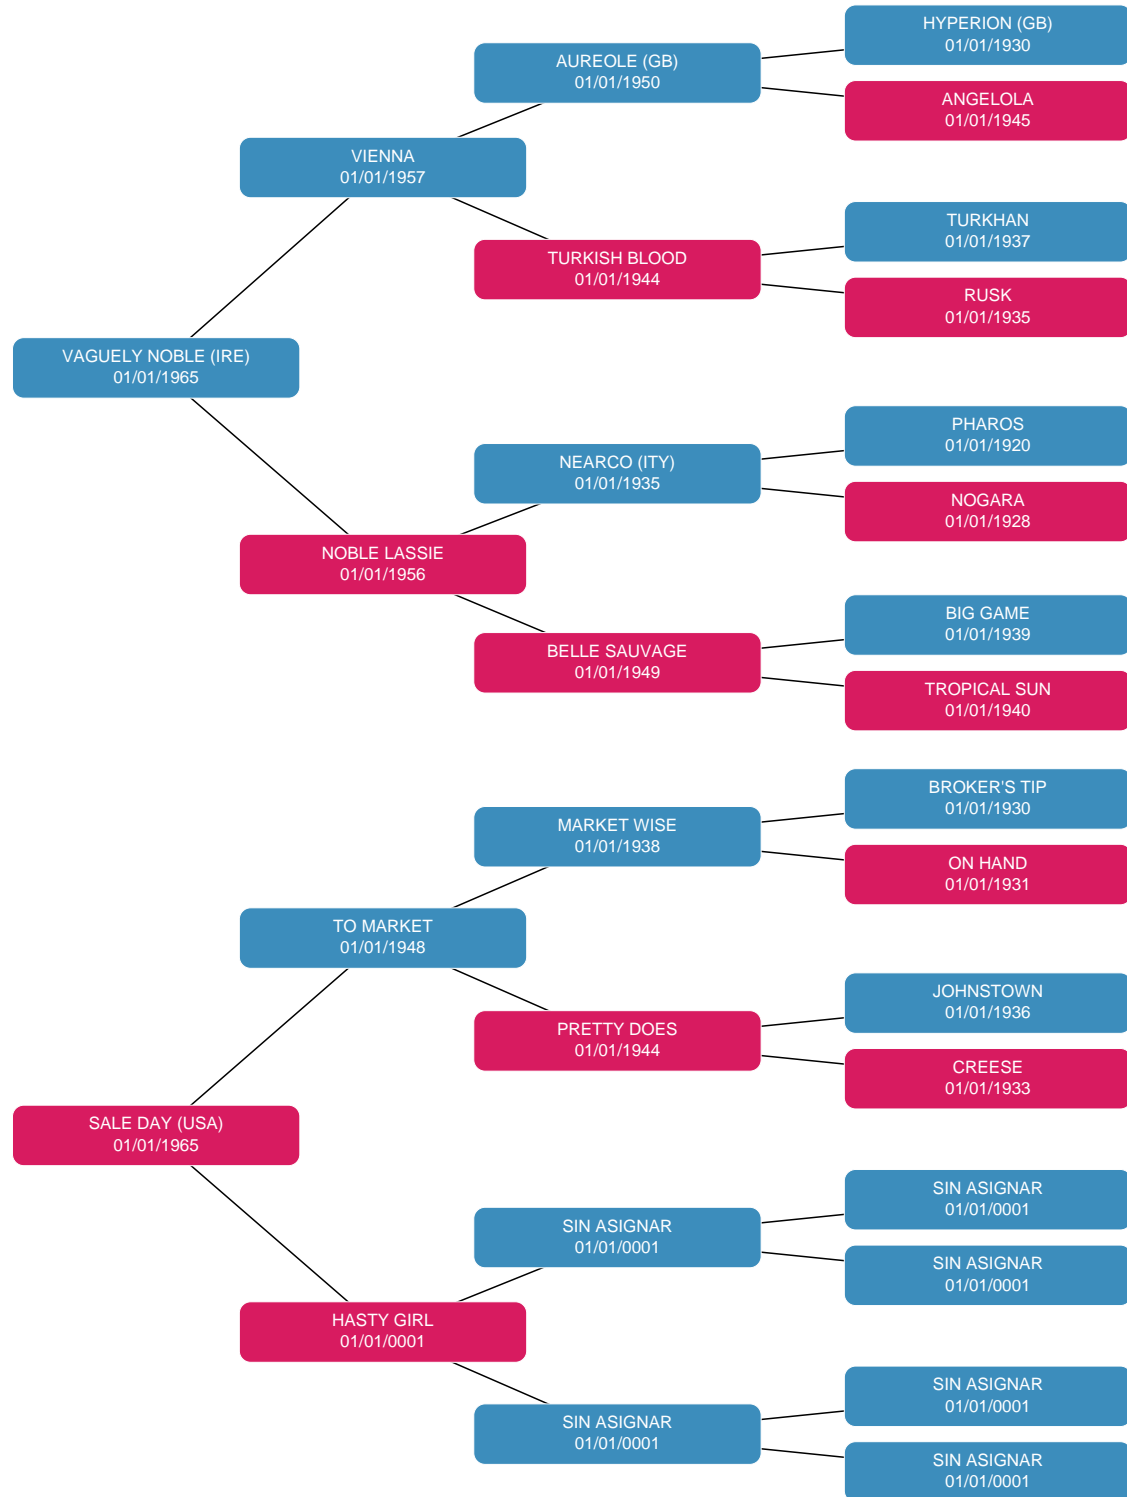 HYPERION (GB)
01/01/1930
AUREOLE (GB)
01/01/1950
ANGELOLA
01/01/1945
VIENNA
01/01/1957
TURKHAN
01/01/1937
TURKISH BLOOD
01/01/1944
RUSK
01/01/1935
VAGUELY NOBLE (IRE)
01/01/1965
PHAROS
01/01/1920
NEARCO (ITY)
01/01/1935
NOGARA
01/01/1928
NOBLE LASSIE
01/01/1956
BIG GAME
01/01/1939
BELLE SAUVAGE
01/01/1949
TROPICAL SUN
01/01/1940
BROKER'S TIP
01/01/1930
MARKET WISE
01/01/1938
ON HAND
01/01/1931
TO MARKET
01/01/1948
JOHNSTOWN
01/01/1936
PRETTY DOES
01/01/1944
CREESE
01/01/1933
SALE DAY (USA)
01/01/1965
SIN ASIGNAR
01/01/0001
SIN ASIGNAR
01/01/0001
SIN ASIGNAR
01/01/0001
HASTY GIRL
01/01/0001
SIN ASIGNAR
01/01/0001
SIN ASIGNAR
01/01/0001
SIN ASIGNAR
01/01/0001